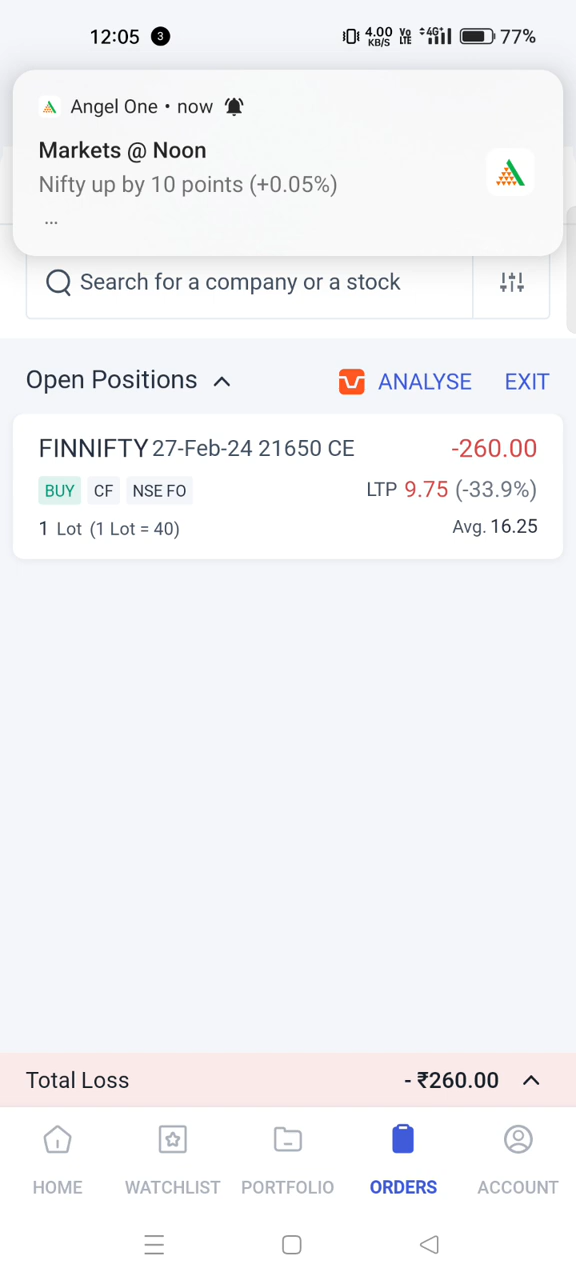 12:05 3 4.00 KB/S Vo LTE 4G+ 77%
Angel One • now
Markets @ Noon
Nifty up by 10 points (+0.05%)
...
Search for a company or a stock
Open Positions ANALYSE EXIT
FINNIFTY 27-Feb-24 21650 CE -260.00
BUY CF NSE FO LTP 9.75 (-33.9%)
1 Lot (1 Lot = 40) Avg. 16.25
Total Loss - ₹260.00
HOME WATCHLIST PORTFOLIO ORDERS ACCOUNT